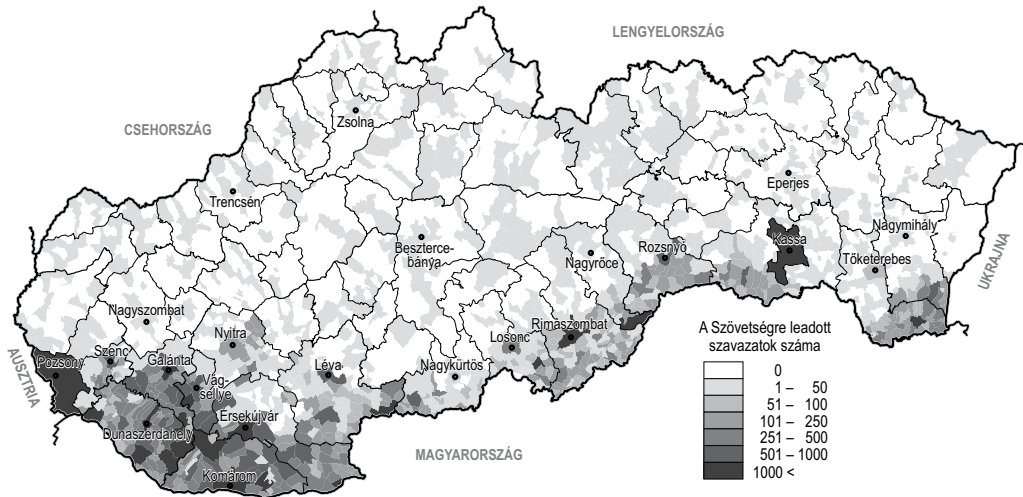 LENGYELORSZÁG
CSEHORSZÁG
Zsolna
Trencsén
Eperjes
Besztercebánya
Nagyrőce
Rozsnyó
Kassa
Nagymihály
Tőketerebes
UKRAJNA
Nagyszombat
Nyitra
Losonc
Rimaszombat
AUSZTRIA
Pozsony
Szenc
Galánta
Vág-
sellye
Léva
Nagykürtös
Érsekújvár
Dunaszerdahely
Komárom
MAGYARORSZÁG
A Szövetségre leadott
szavazatok száma
0
1 – 50
51 – 100
101 – 250
251 – 500
501 – 1000
1000 <